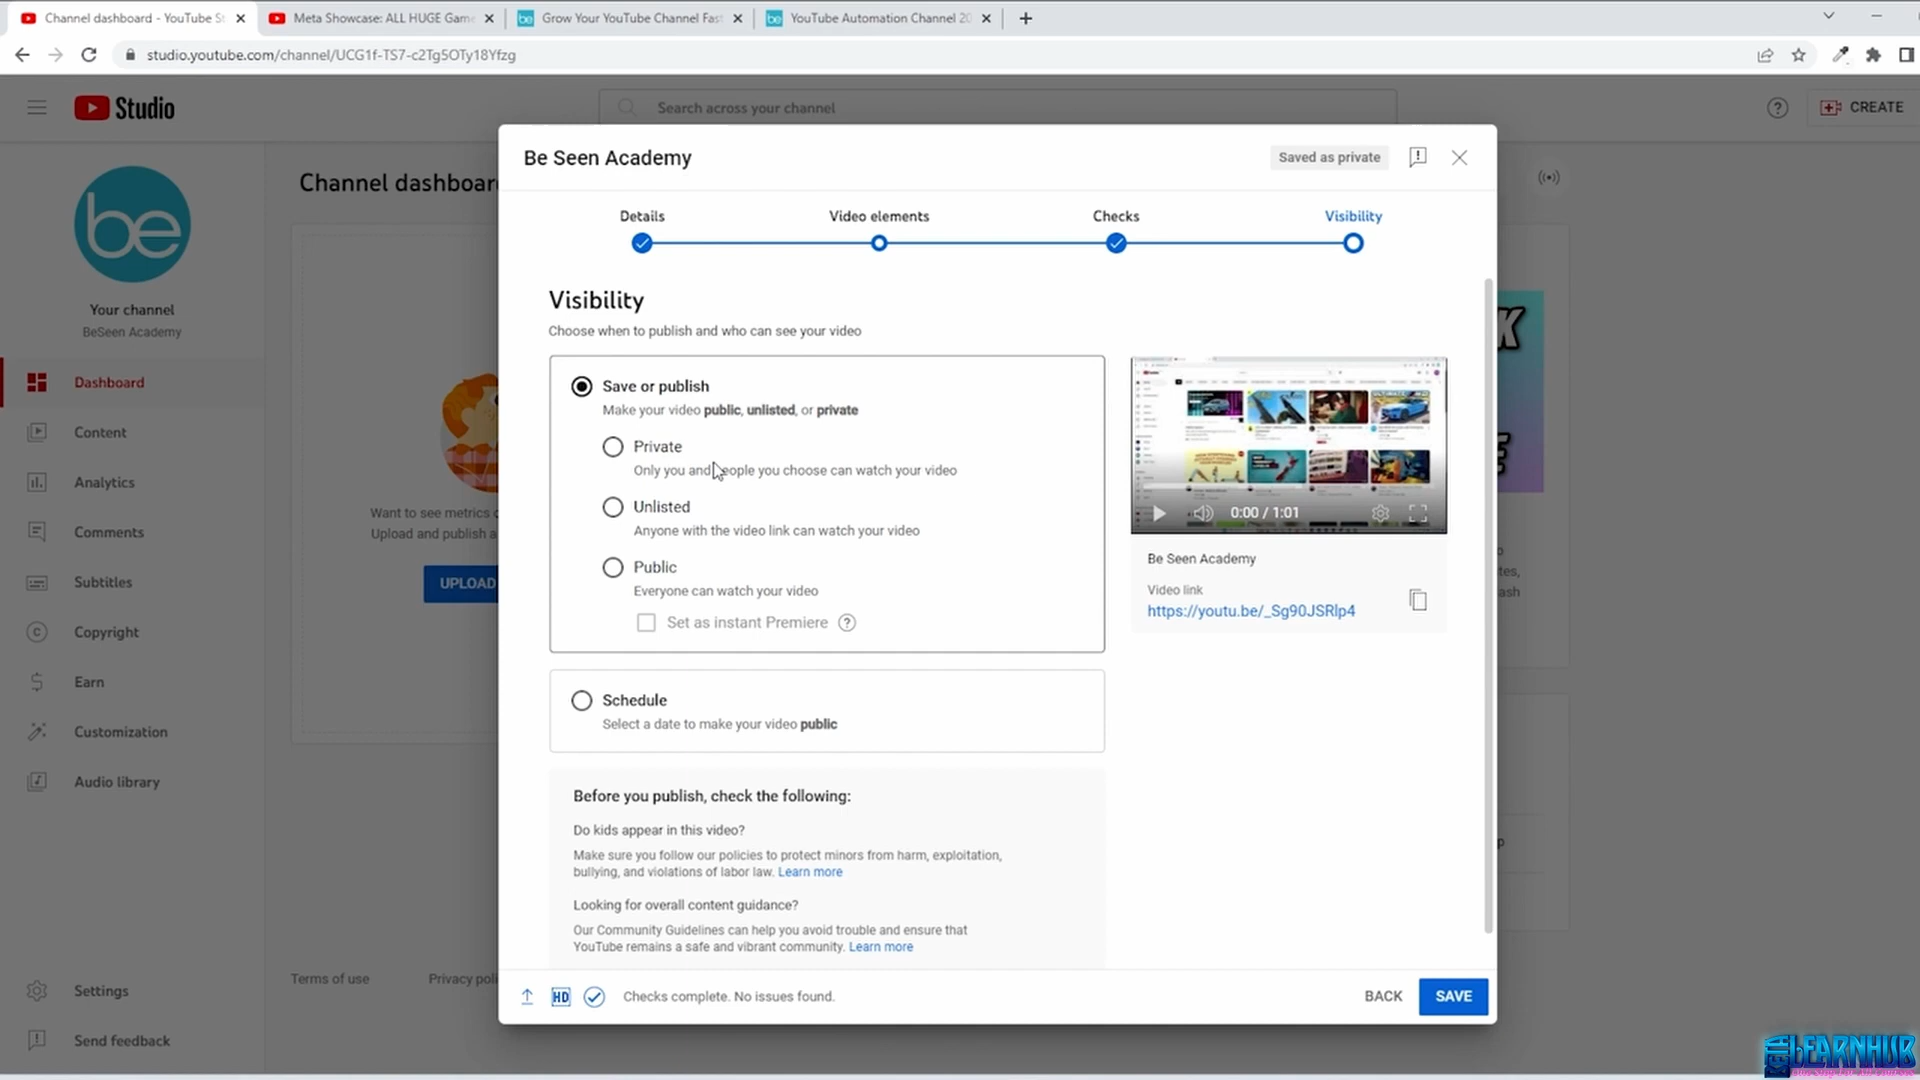 Channel dashboard - YouTube St
Meta Showcase: ALL HUGE Game
Grow Your YouTube Channel Fast
YouTube Automation Channel 20
studio.youtube.com/channel/UCG1f-TS7-c2Tg5OTy18Yfzg
Studio
Search across your channel
CREATE
Be Seen Academy
Saved as private
be
Your channel
BeSeen Academy
Dashboard
Content
Analytics
Comments
Subtitles
Copyright
Earn
Customization
Audio library
Settings
Send feedback
Channel dashboard
Want to see metrics
Upload and publish a
UPLOAD
Terms of use
Privacy poli
Details
Video elements
Checks
Visibility
Visibility
Choose when to publish and who can see your video
Save or publish
Make your video public, unlisted, or private
Private
Only you and people you choose can watch your video
Unlisted
Anyone with the video link can watch your video
Public
Everyone can watch your video
Set as instant Premiere
Schedule
Select a date to make your video public
Before you publish, check the following:
Do kids appear in this video?
Make sure you follow our policies to protect minors from harm, exploitation,
bullying, and violations of labor law. Learn more
Looking for overall content guidance?
Our Community Guidelines can help you avoid trouble and ensure that
YouTube remains a safe and vibrant community. Learn more
0:00 / 1:01
Be Seen Academy
Video link
https://youtu.be/_Sg90JSRlp4
HD
Checks complete. No issues found.
BACK
SAVE
LEARNHUB